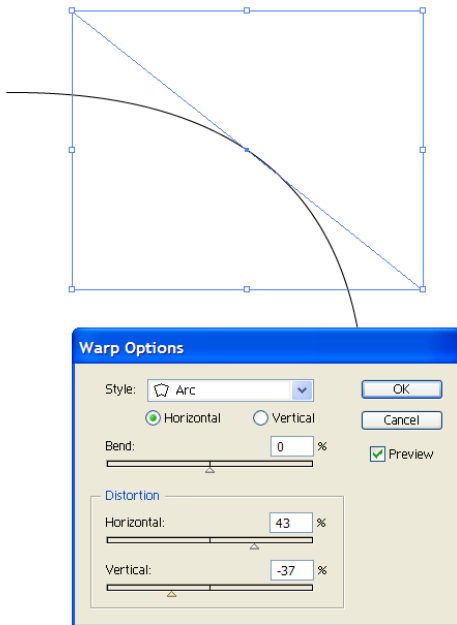 Warp Options
Style: Arc
OK
Horizontal Vertical
Cancel
Bend: 0 %
Preview
Distortion
Horizontal: 43 %
Vertical: -37 %